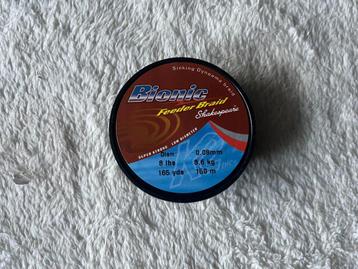 Sinking Dyneema Braid
Bionic
Feeder Braid
Shakespeare
SUPER STRONG LOW DIAMETER
Diam: 0.08mm
8 lbs 3.6 kg
165 yds 150 m